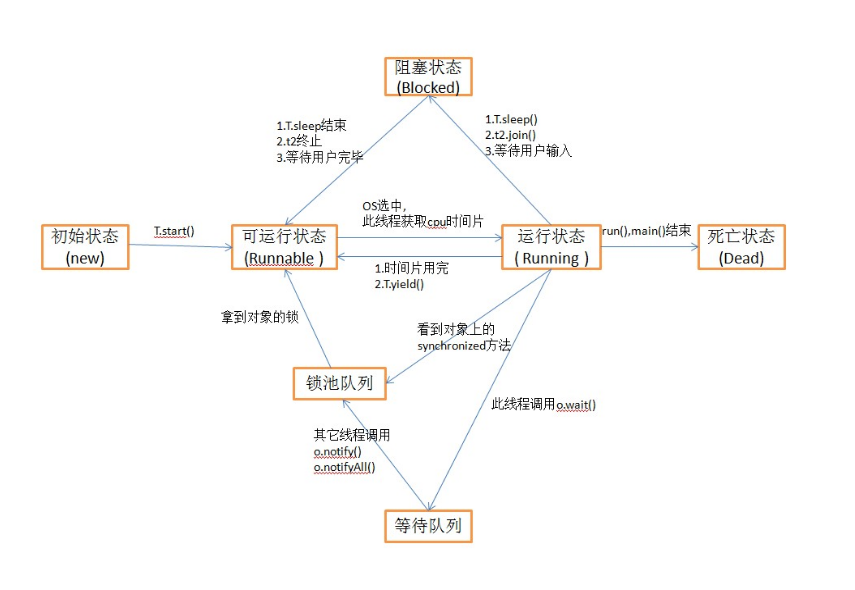 阻塞状态
(Blocked)
1.T.sleep结束
2.t2终止
3.等待用户完毕
1.T.sleep()
2.t2.join()
3.等待用户输入
OS选中,
此线程获取cpu时间片
初始状态
(new)
T.start()
可运行状态
(Runnable )
运行状态
( Running )
run(),main()结束
死亡状态
(Dead)
1.时间片用完
2.T.yield()
拿到对象的锁
看到对象上的
synchronized方法
锁池队列
此线程调用o.wait()
其它线程调用
o.notify()
o.notifyAll()
等待队列